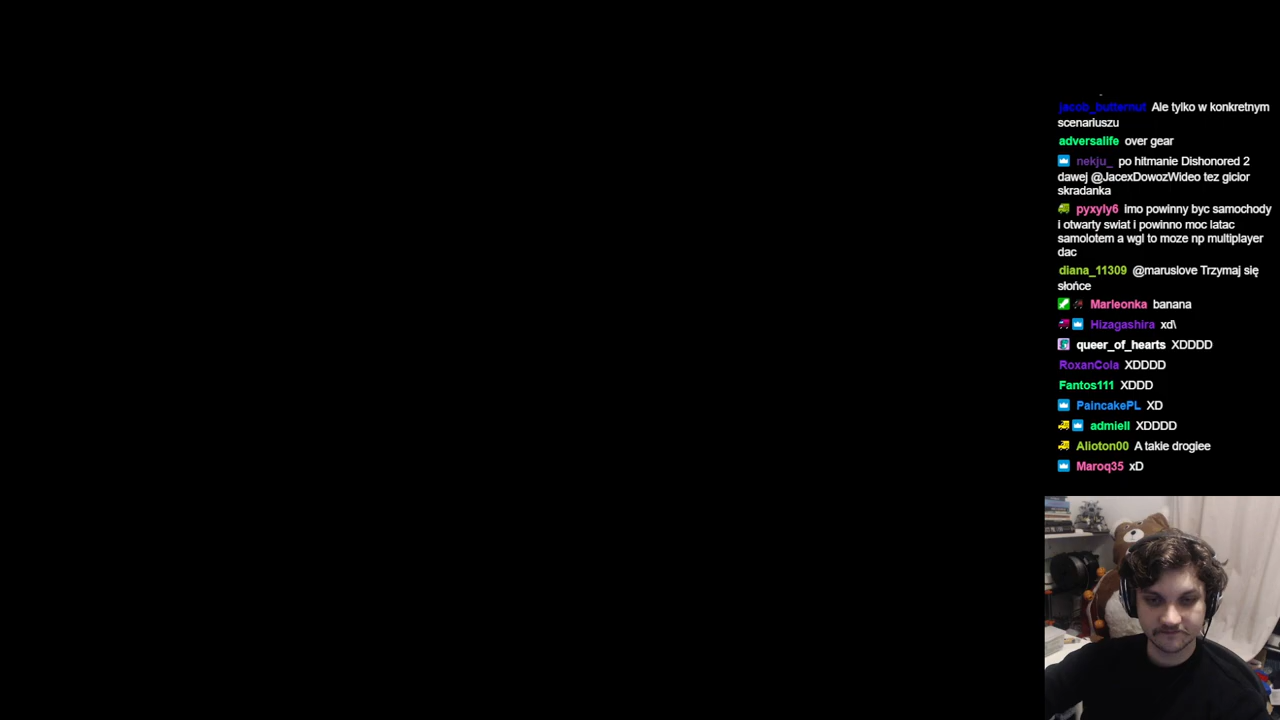 jacob_butternut Ale tylko w konkretnym
scenariuszu
adversalife over gear
nekju_ po hitmanie Dishonored 2
dawej @JacexDowozWideo tez gicior
skradanka
pyxyly6 imo powinny byc samochody
i otwarty swiat i powinno moc latac
samolotem a wgl to moze np multiplayer
dac
diana_11309 @maruslove Trzymaj się
słońce
Marleonka banana
Hizagashira xd\
queer_of_hearts XDDDD
RoxanCola XDDDD
Fantos111 XDDD
PaincakePL XD
admiell XDDDD
Alioton00 A takie drogiee
Maroq35 xD